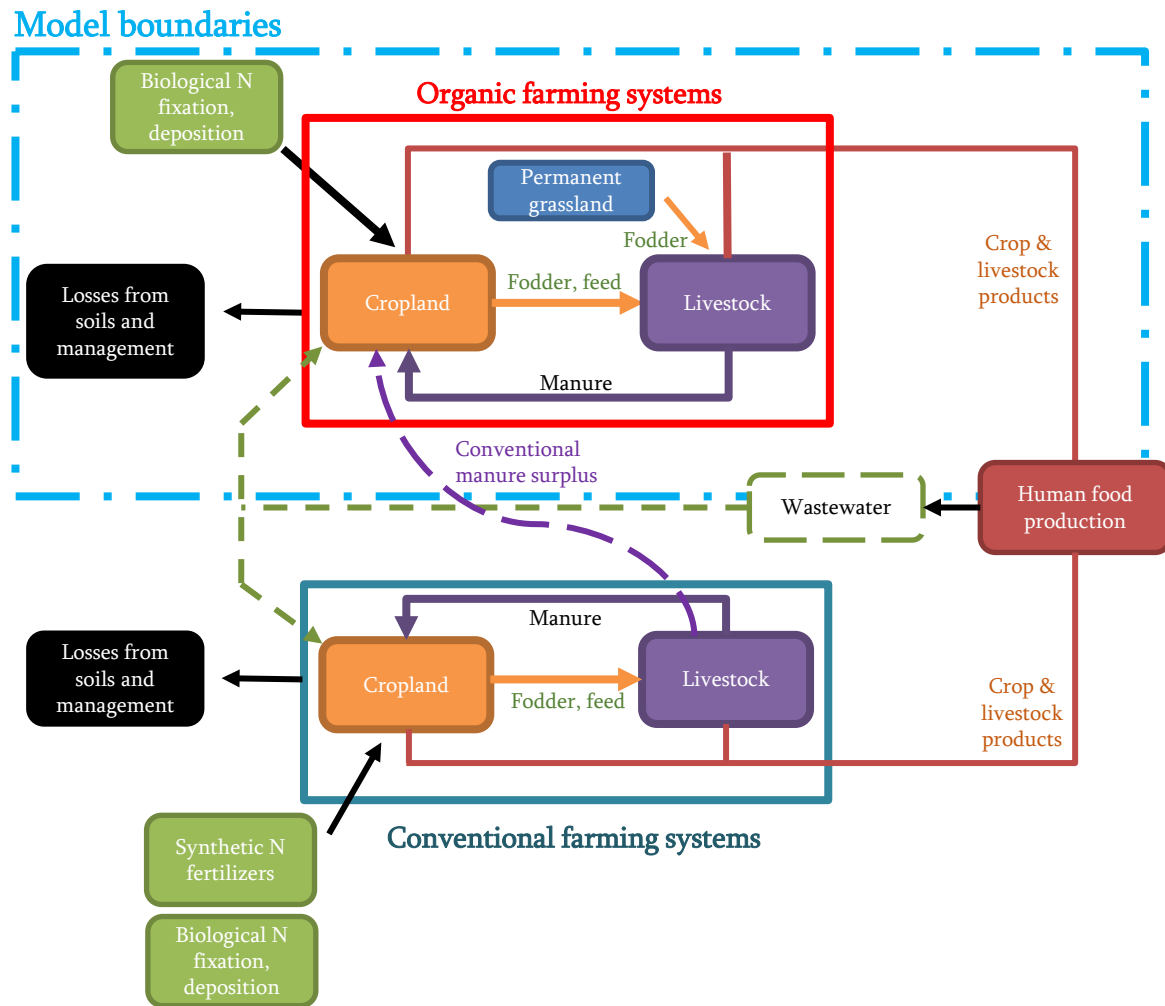 Model boundaries
Biological N
fixation,
deposition
Organic farming systems
Permanent
grassland
Fodder
Crop &
livestock
products
Losses from
soils and
management
Cropland
Fodder, feed
Livestock
Manure
Conventional
manure surplus
Wastewater
Human food
production
Manure
Losses from
soils and
management
Cropland
Fodder, feed
Livestock
Crop &
livestock
products
Conventional farming systems
Synthetic N
fertilizers
Biological N
fixation,
deposition